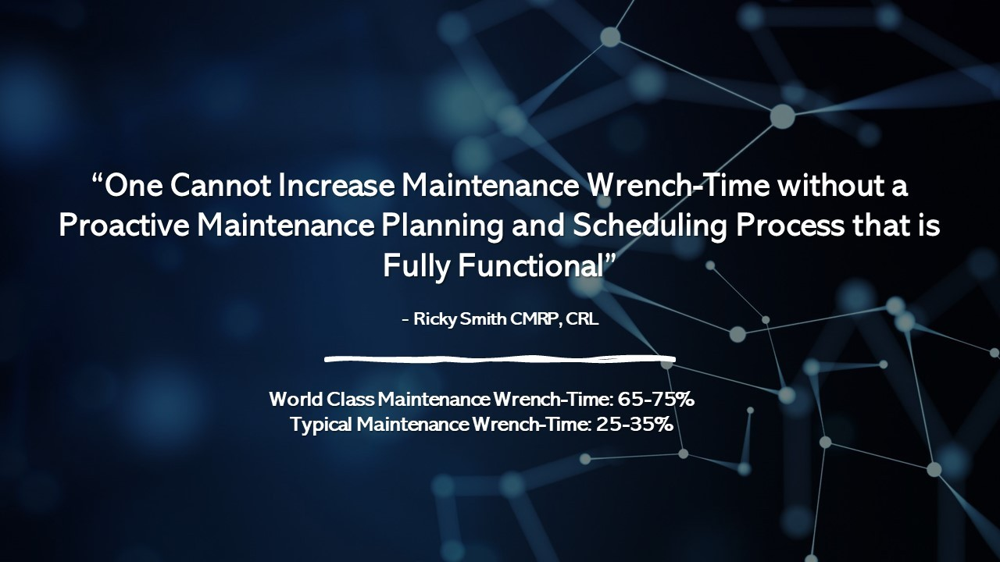 “One Cannot Increase Maintenance Wrench-Time without a
Proactive Maintenance Planning and Scheduling Process that is
Fully Functional”
- Ricky Smith CMRP, CRL
World Class Maintenance Wrench-Time: 65-75%
Typical Maintenance Wrench-Time: 25-35%